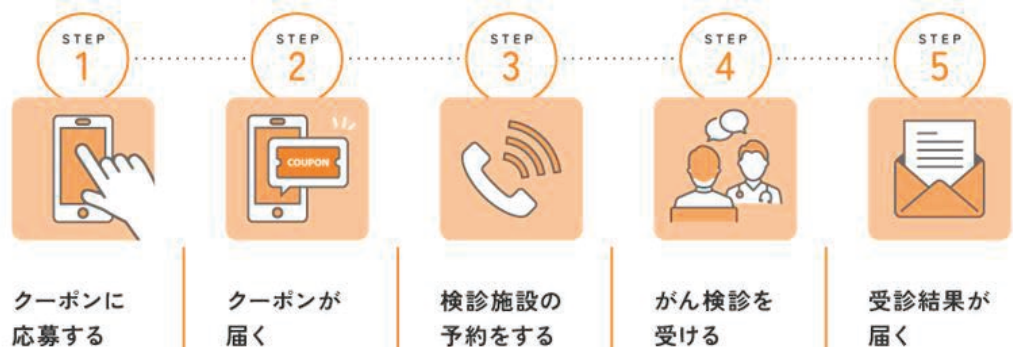 STEP
1
STEP
2
STEP
3
STEP
4
STEP
5
COUPON
クーポンに
応募する
クーポンが
届く
検診施設の
予約をする
がん検診を
受ける
受診結果が
届く